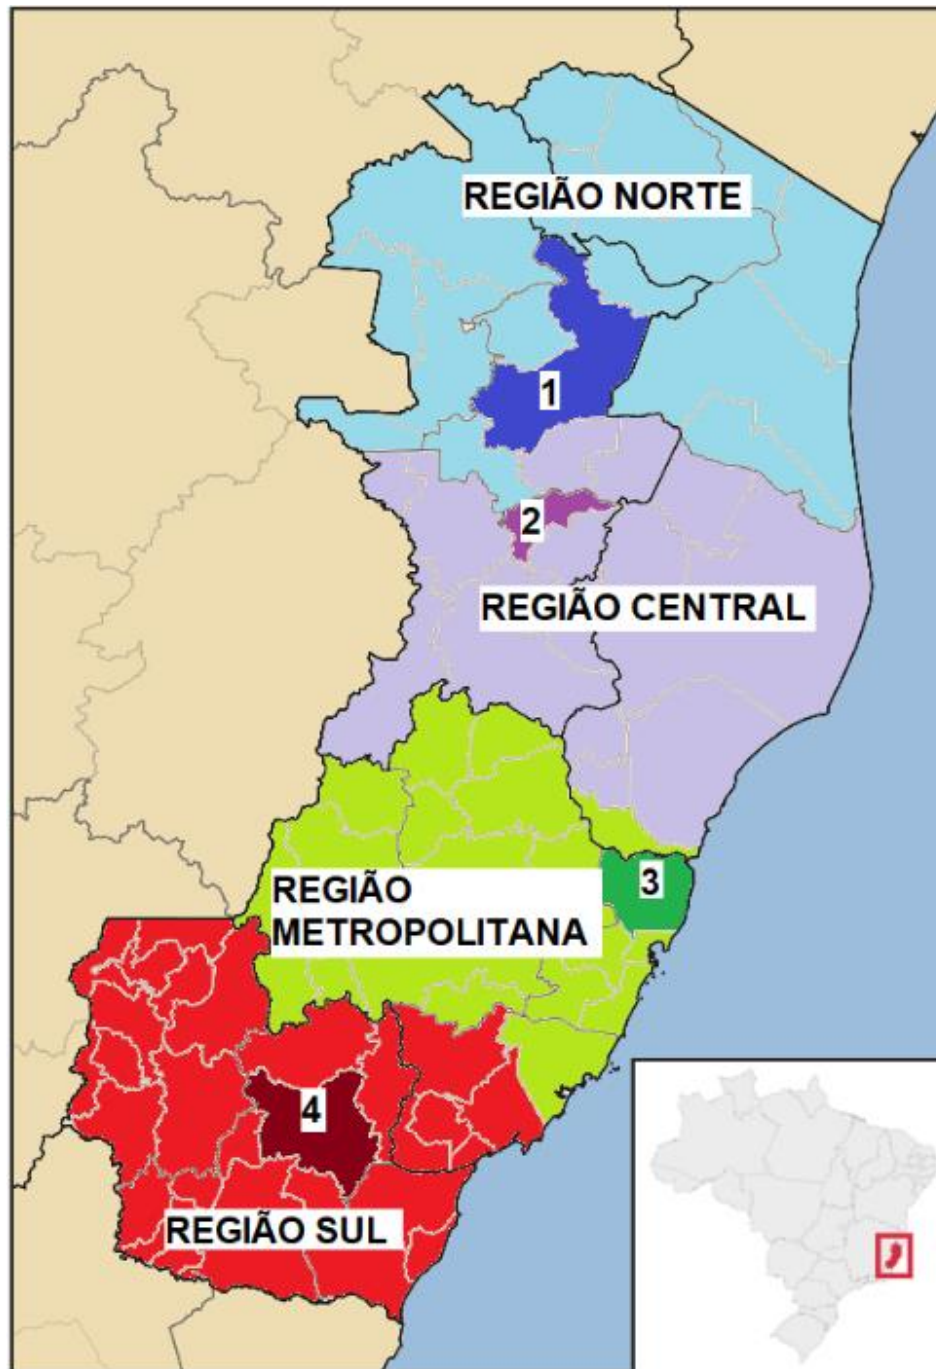 REGIÃO NORTE
1
2
REGIÃO CENTRAL
3
REGIÃO
METROPOLITANA
4
REGIÃO SUL